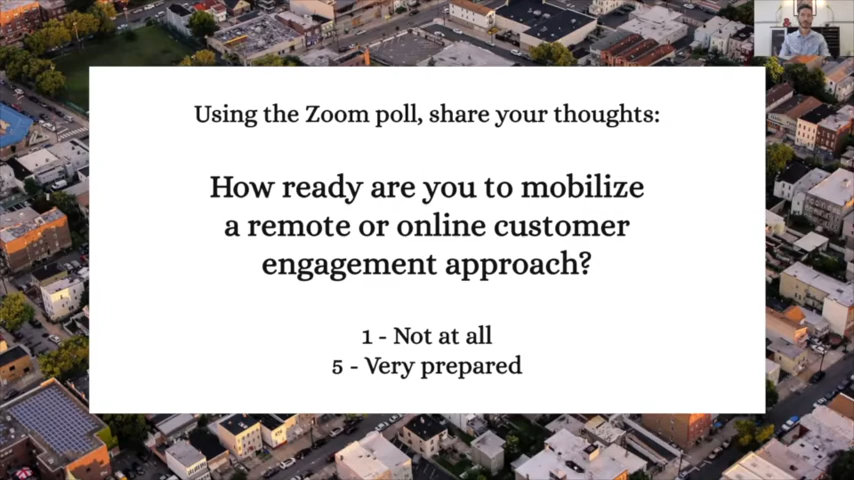 Using the Zoom poll, share your thoughts:
How ready are you to mobilize
a remote or online customer
engagement approach?
1 - Not at all
5 - Very prepared